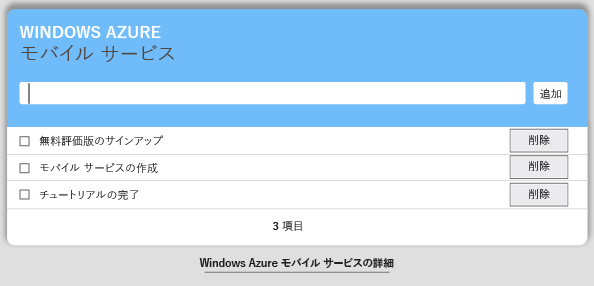 WINDOWS AZURE
モバイル サービス
追加
無料評価版のサインアップ
削除
モバイル サービスの作成
削除
チュートリアルの完了
削除
3 項目
Windows Azure モバイル サービスの詳細